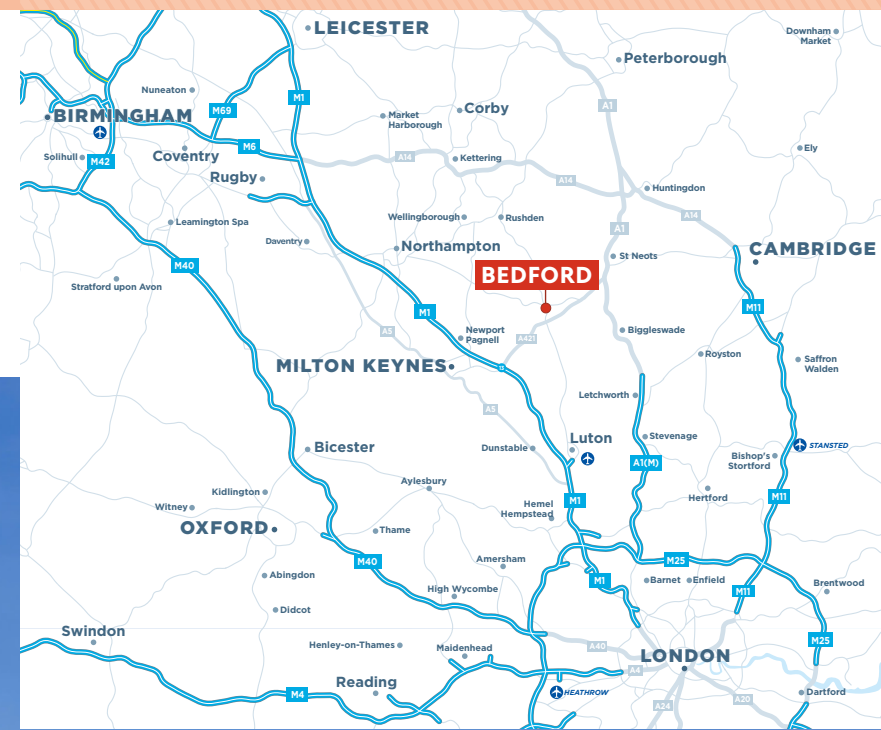 LEICESTER
Downham
Market
Peterborough
Nuneaton
M69
M1
A1
Corby
BIRMINGHAM
Market
Harborough
M6
Ely
Solihull
M42
Coventry
A14
Kettering
Rugby
A14
Huntingdon
Leamington Spa
Wellingborough
Rushden
A14
A1
Daventry
Northampton
CAMBRIDGE
St Neots
M40
BEDFORD
Stratford upon Avon
M11
M1
A5
Newport
Pagnell
A421
Biggleswade
MILTON KEYNES
13
Royston
Saffron
Walden
A5
Letchworth
Bicester
Dunstable
Luton
Stevenage
STANSTED
A1(M)
Bishop's
Stortford
Aylesbury
Kidlington
Witney
Hemel
Hempstead
M1
Hertford
M11
OXFORD
Thame
M40
Amersham
M25
Abingdon
M1
Barnet
Enfield
M11
Brentwood
High Wycombe
Didcot
Swindon
Henley-on-Thames
Maidenhead
A40
LONDON
M25
A4
Reading
M4
HEATHROW
A24
A20
Dartford